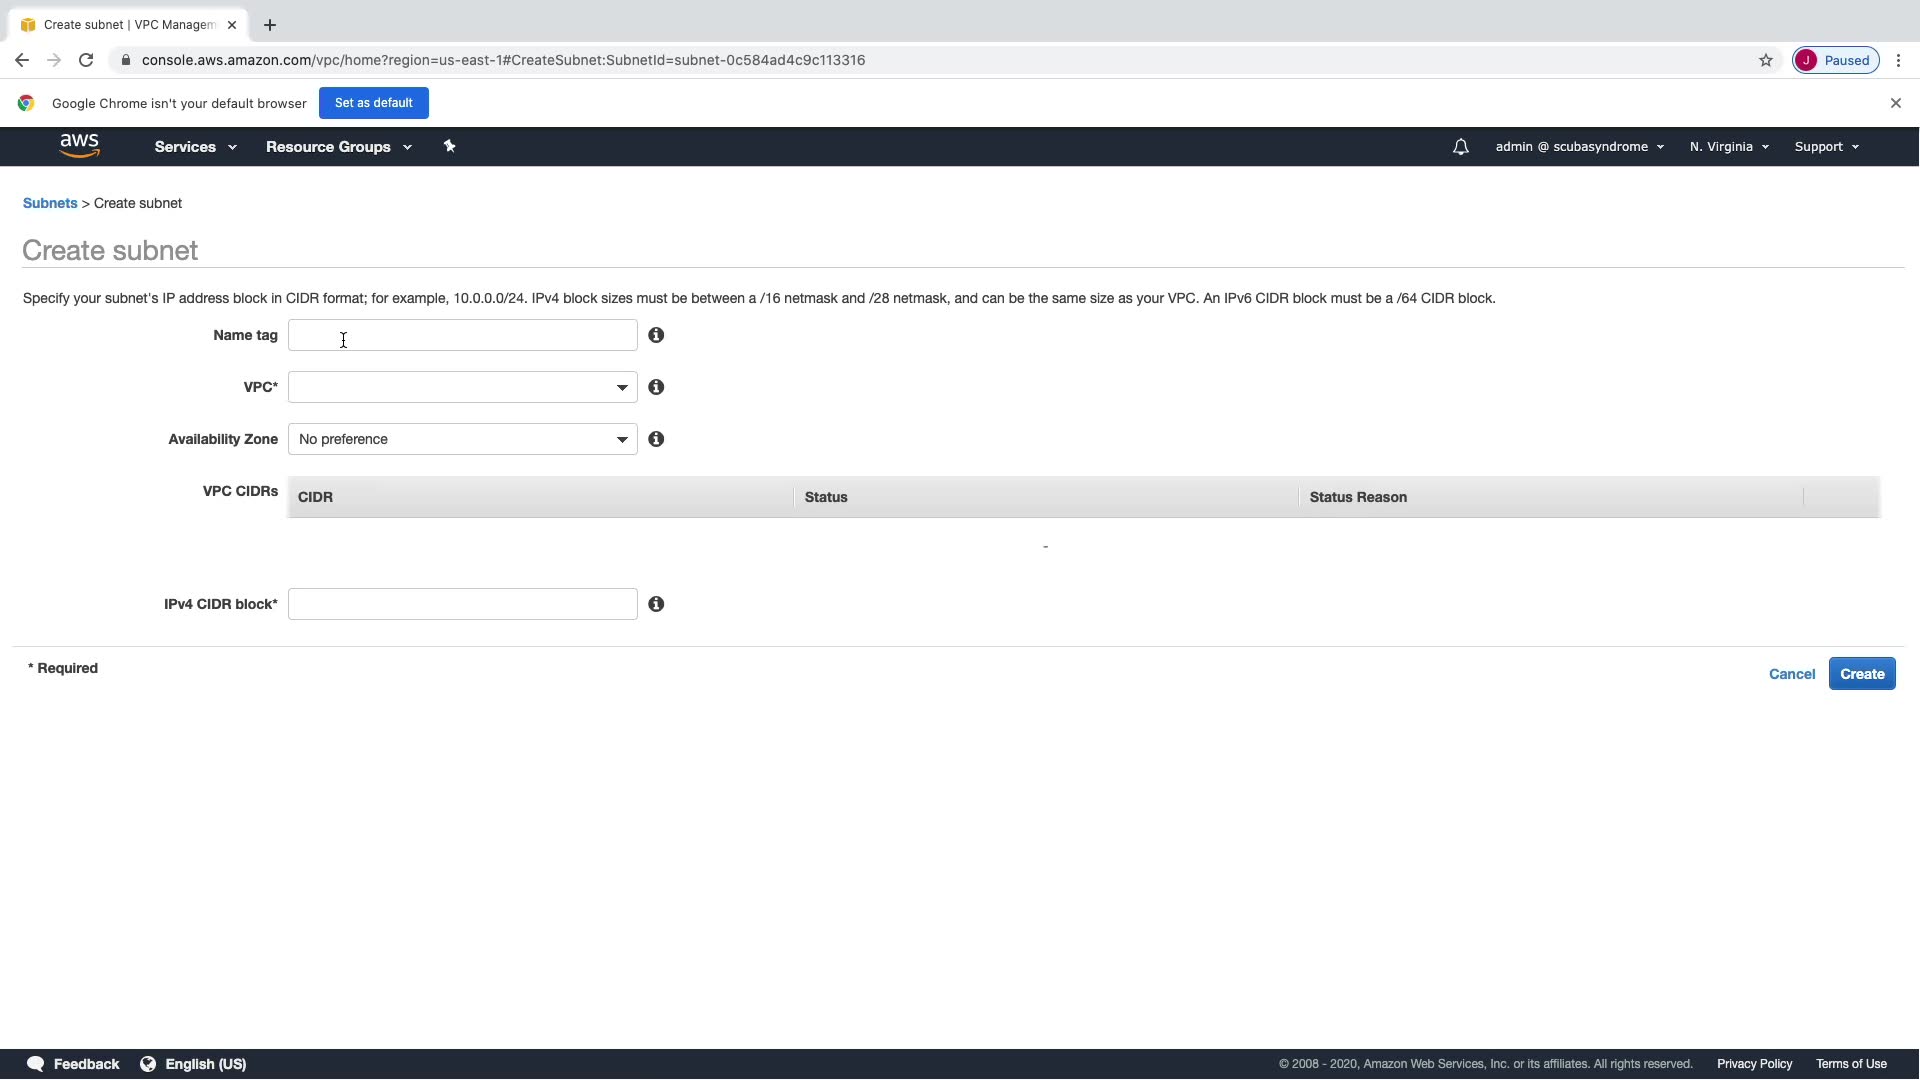 Create subnet | VPC Managem
console.aws.amazon.com/vpc/home?region=us-east-1#CreateSubnet:SubnetId=subnet-0c584ad4c9c113316
J Paused
Google Chrome isn't your default browser Set as default
aws Services Resource Groups admin @ scubasyndrome N. Virginia Support
Subnets > Create subnet
Create subnet
Specify your subnet's IP address block in CIDR format; for example, 10.0.0.0/24. IPv4 block sizes must be between a /16 netmask and /28 netmask, and can be the same size as your VPC. An IPv6 CIDR block must be a /64 CIDR block.
Name tag
VPC*
Availability Zone No preference
VPC CIDRs CIDR Status Status Reason
-
IPv4 CIDR block*
* Required
Cancel Create
Feedback English (US) © 2008 - 2020, Amazon Web Services, Inc. or its affiliates. All rights reserved. Privacy Policy Terms of Use